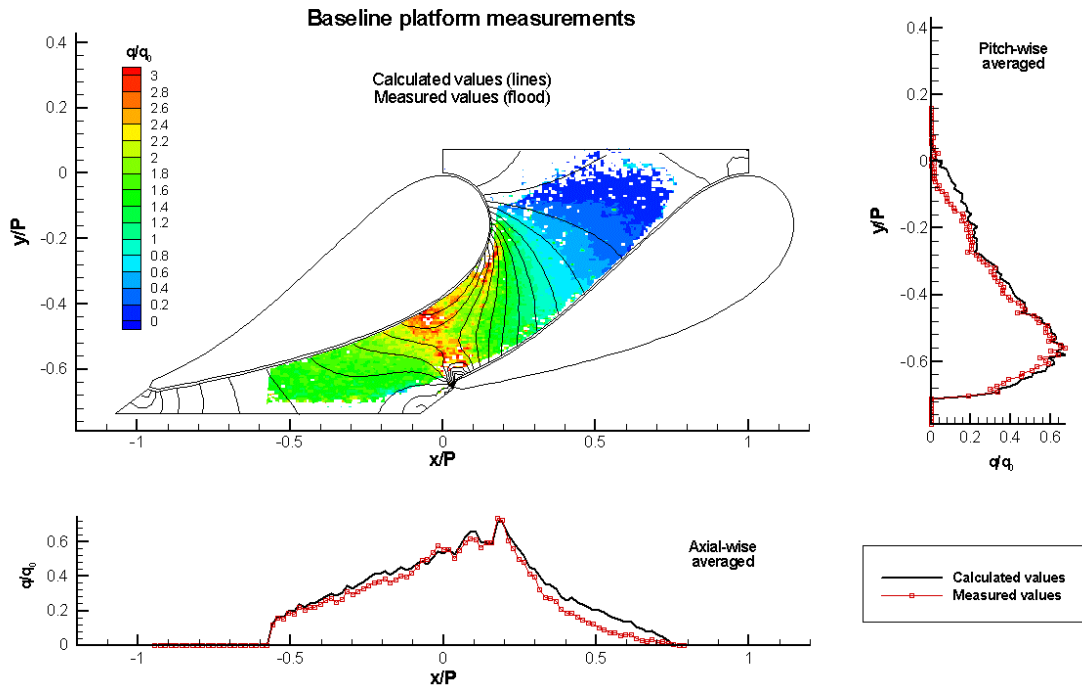 Baseline platform measurements
q/q0
3
2.8
2.6
2.4
2.2
2
1.8
1.6
1.4
1.2
1
0.8
0.6
0.4
0.2
0
Calculated values (lines)
Measured values (flood)
0.4
0.2
0
-0.2
-0.4
-0.6
y/P
-1
-0.5
0
0.5
1
x/P
Pitch-wise
averaged
0.4
0.2
0
-0.2
-0.4
-0.6
y/P
0
0.2
0.4
0.6
q/q0
Axial-wise
averaged
0.6
0.4
0.2
0
q/q0
-1
-0.5
0
0.5
1
x/P
Calculated values
Measured values